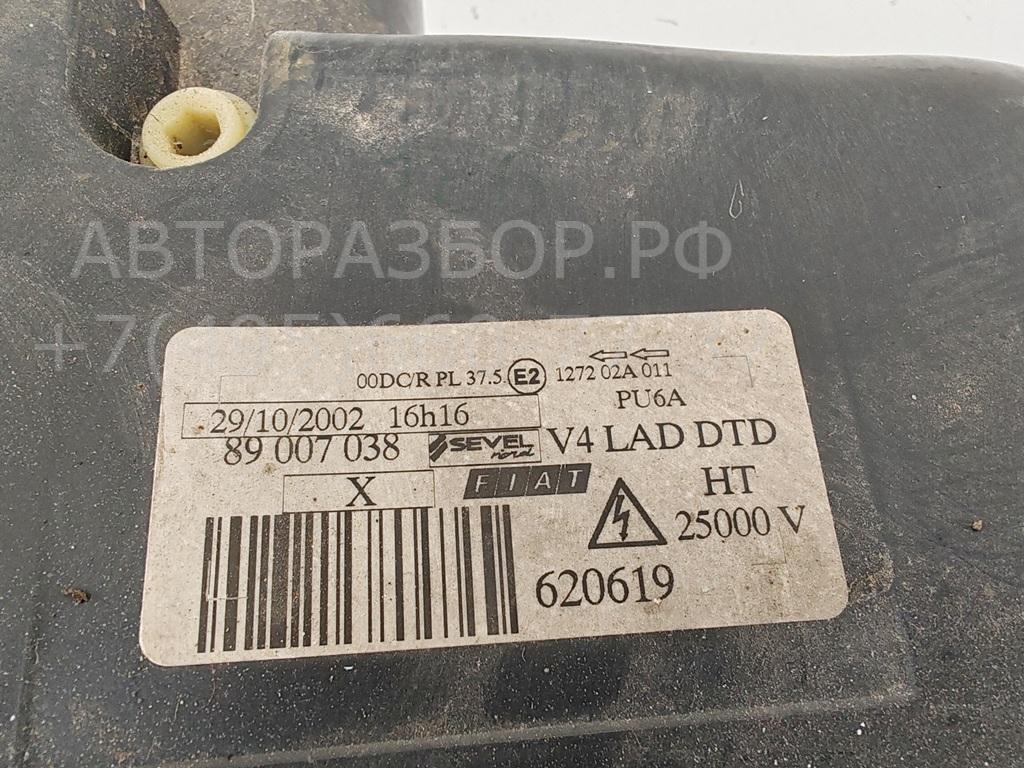 АВТОРАЗБОР.РФ
00DC/R PL 37.5. E2 1272 02A 011
29/10/2002 16h16 PU6A
89 007 038 SEVEL nord V4 LAD DTD
X FIAT HT
25000 V
620619